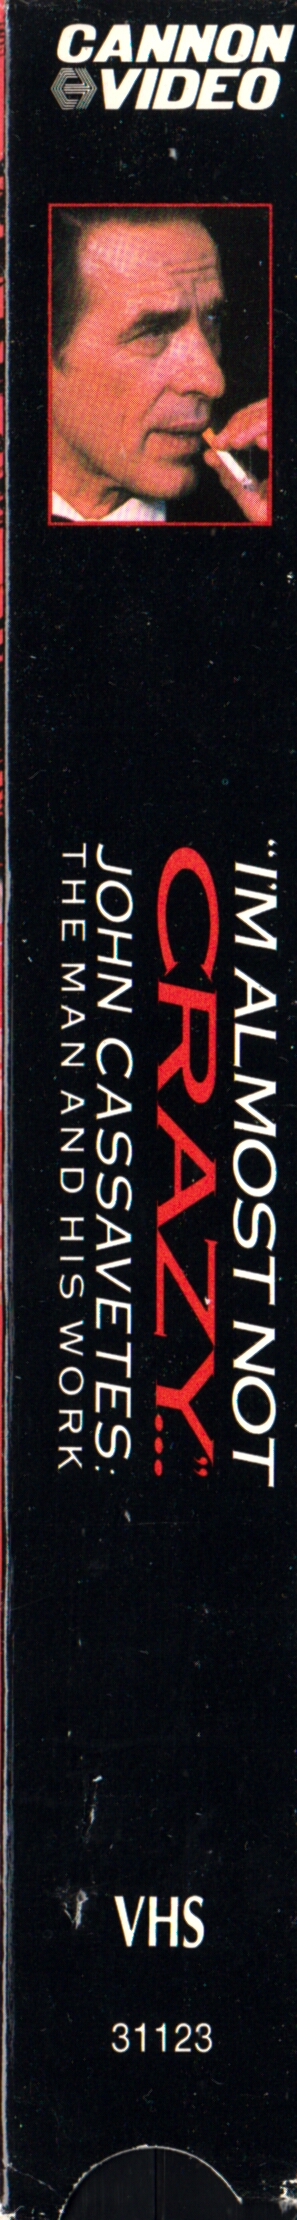 CANNON
VIDEO
"I'M ALMOST NOT
CRAZY...."
JOHN CASSAVETES:
THE MAN AND HIS WORK
VHS
31123